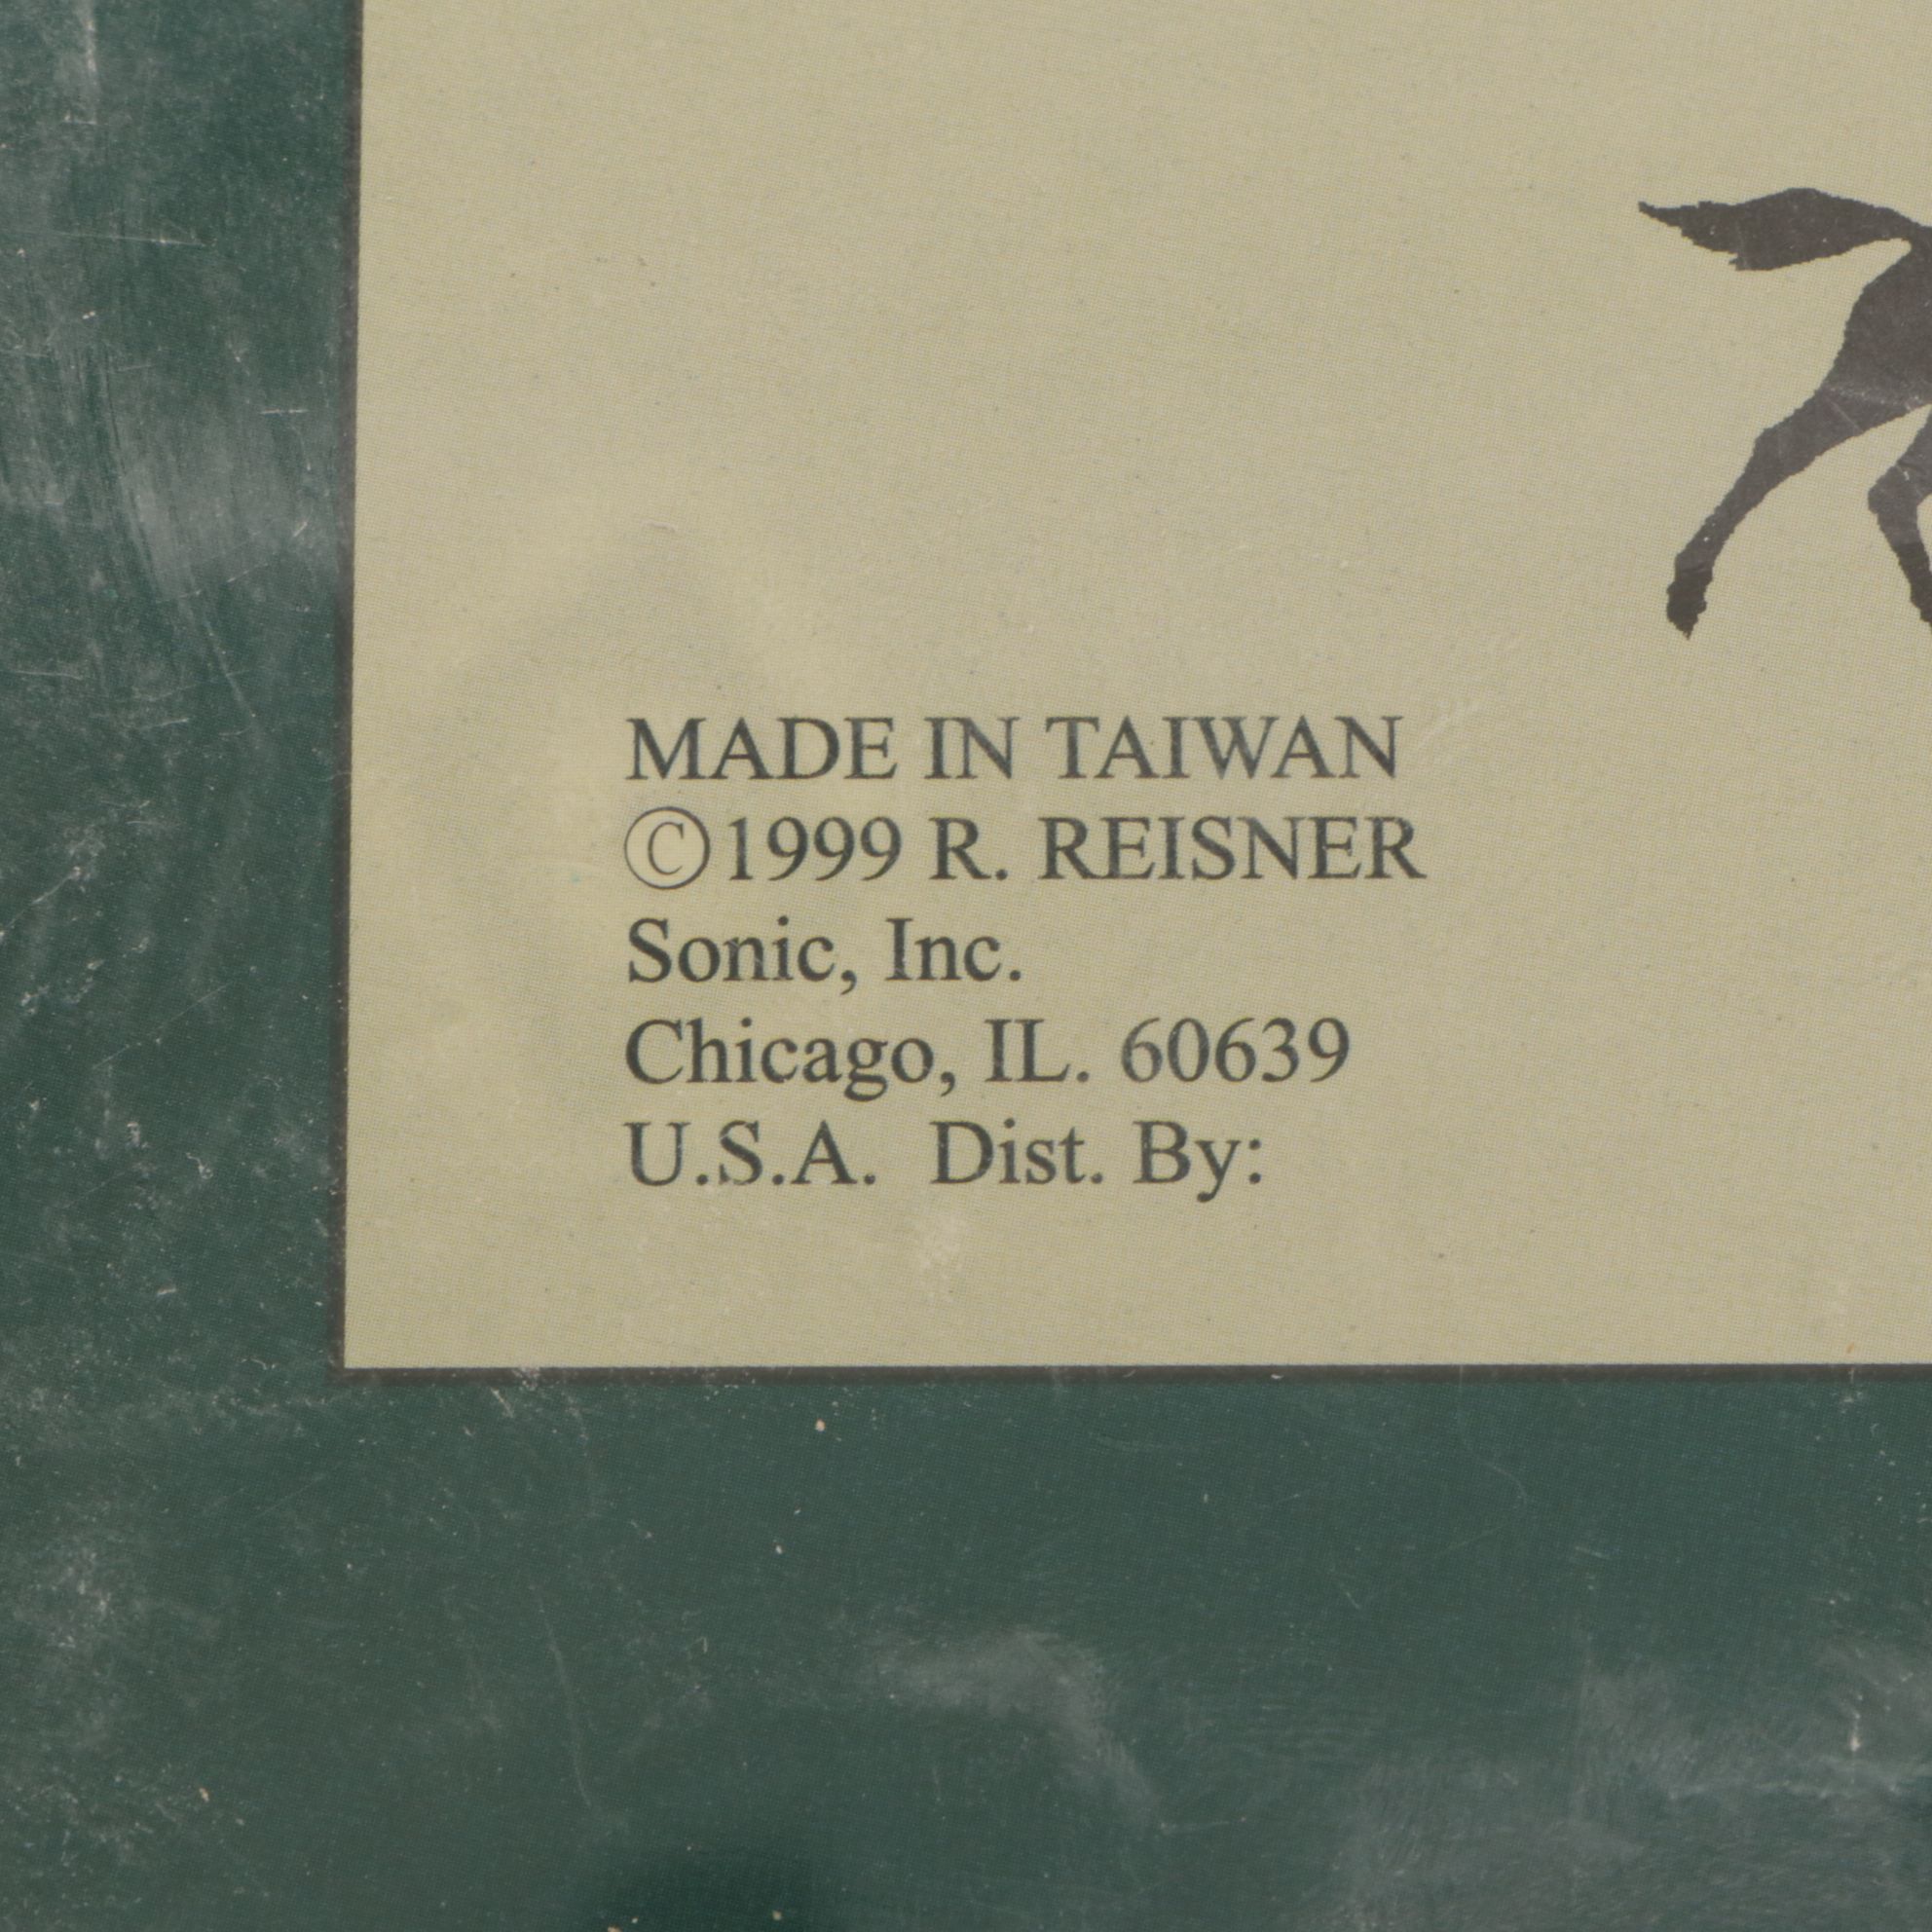 MADE IN TAIWAN
©1999 R. REISNER
Sonic, Inc.
Chicago, IL. 60639
U.S.A. Dist. By: